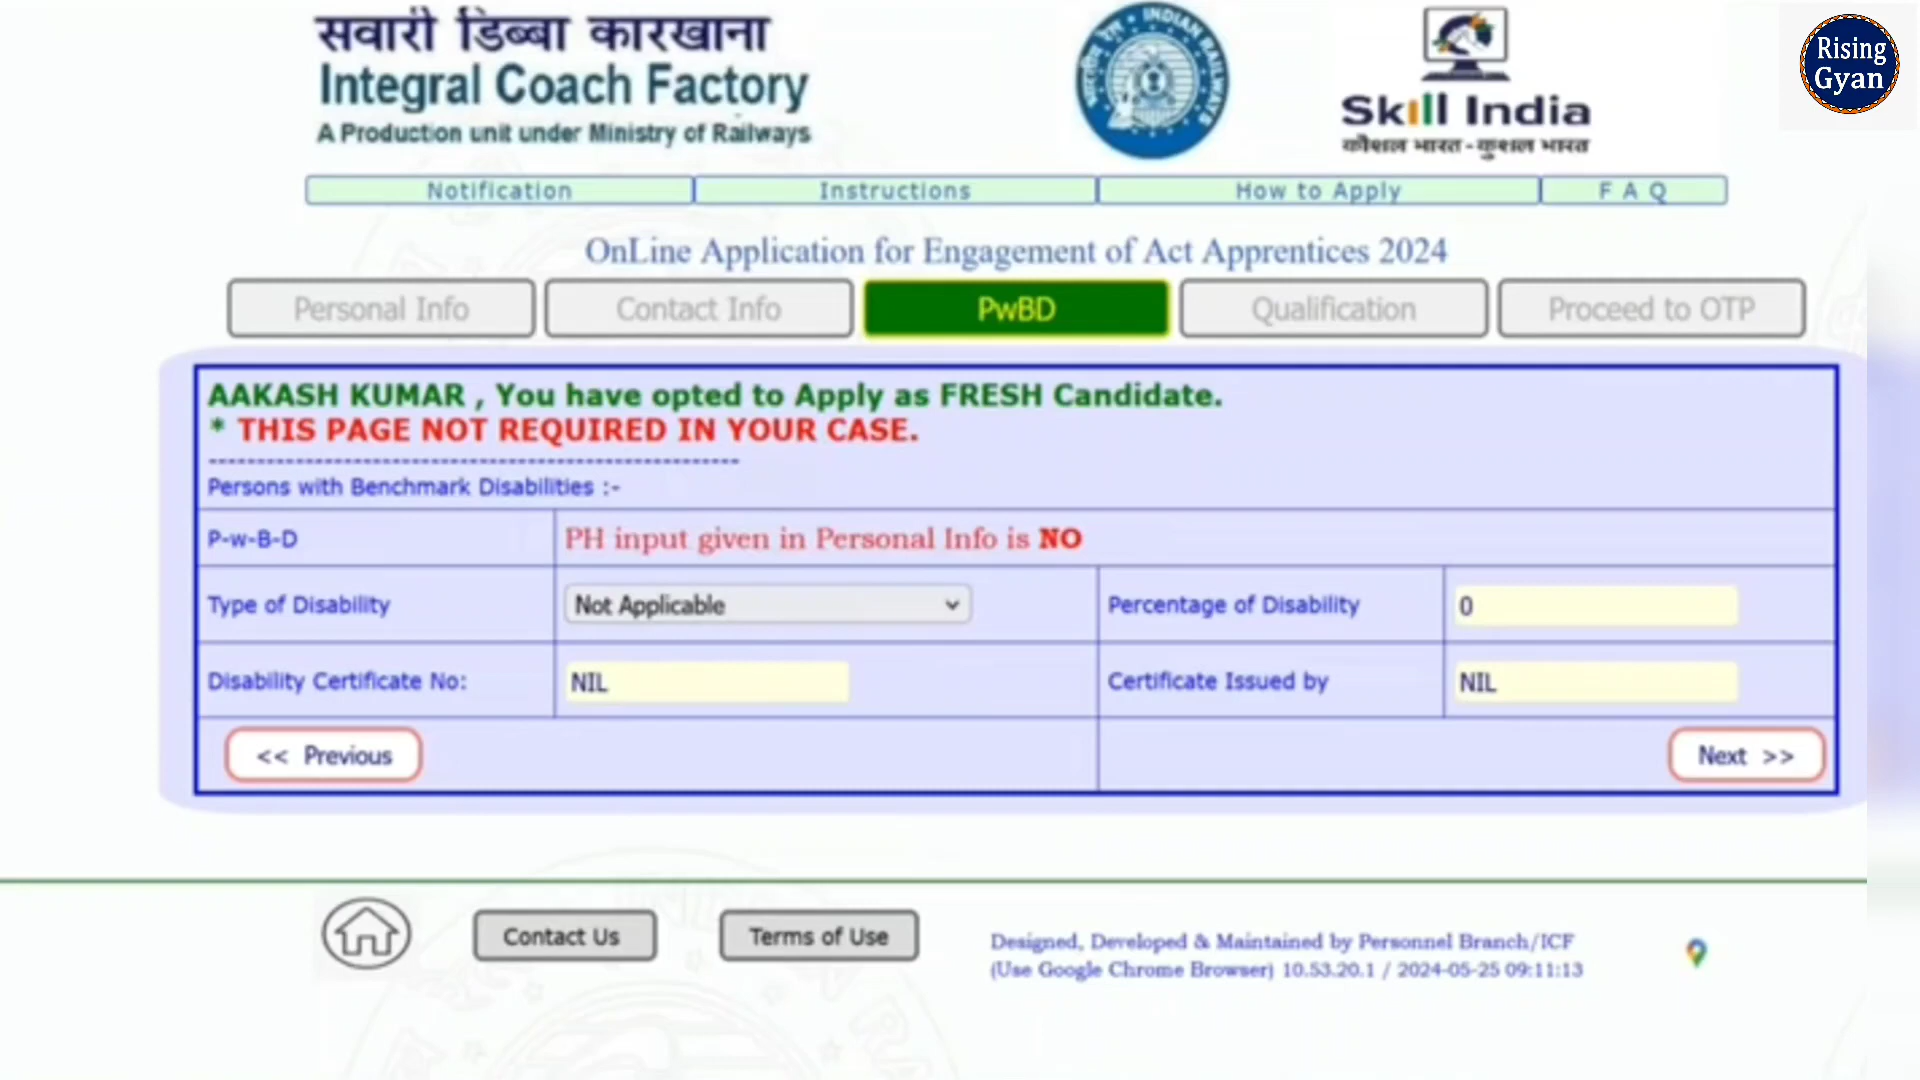 सवारी डिब्बा कारखाना
Integral Coach Factory
A Production unit under Ministry of Railways
INDIAN RAILWAYS
भारतीय रेल
Skill India
कौशल भारत - कुशल भारत
Rising
Gyan
Notification Instructions How to Apply F A Q
OnLine Application for Engagement of Act Apprentices 2024
Personal Info Contact Info PwBD Qualification Proceed to OTP
AAKASH KUMAR , You have opted to Apply as FRESH Candidate.
* THIS PAGE NOT REQUIRED IN YOUR CASE.
-------------------------------------------------------
Persons with Benchmark Disabilities :-
P-w-B-D PH input given in Personal Info is NO
Type of Disability Not Applicable Percentage of Disability 0
Disability Certificate No: NIL Certificate Issued by NIL
<< Previous Next >>
Contact Us Terms of Use
Designed, Developed & Maintained by Personnel Branch/ICF
(Use Google Chrome Browser) 10.53.20.1 / 2024-05-25 09:11:13